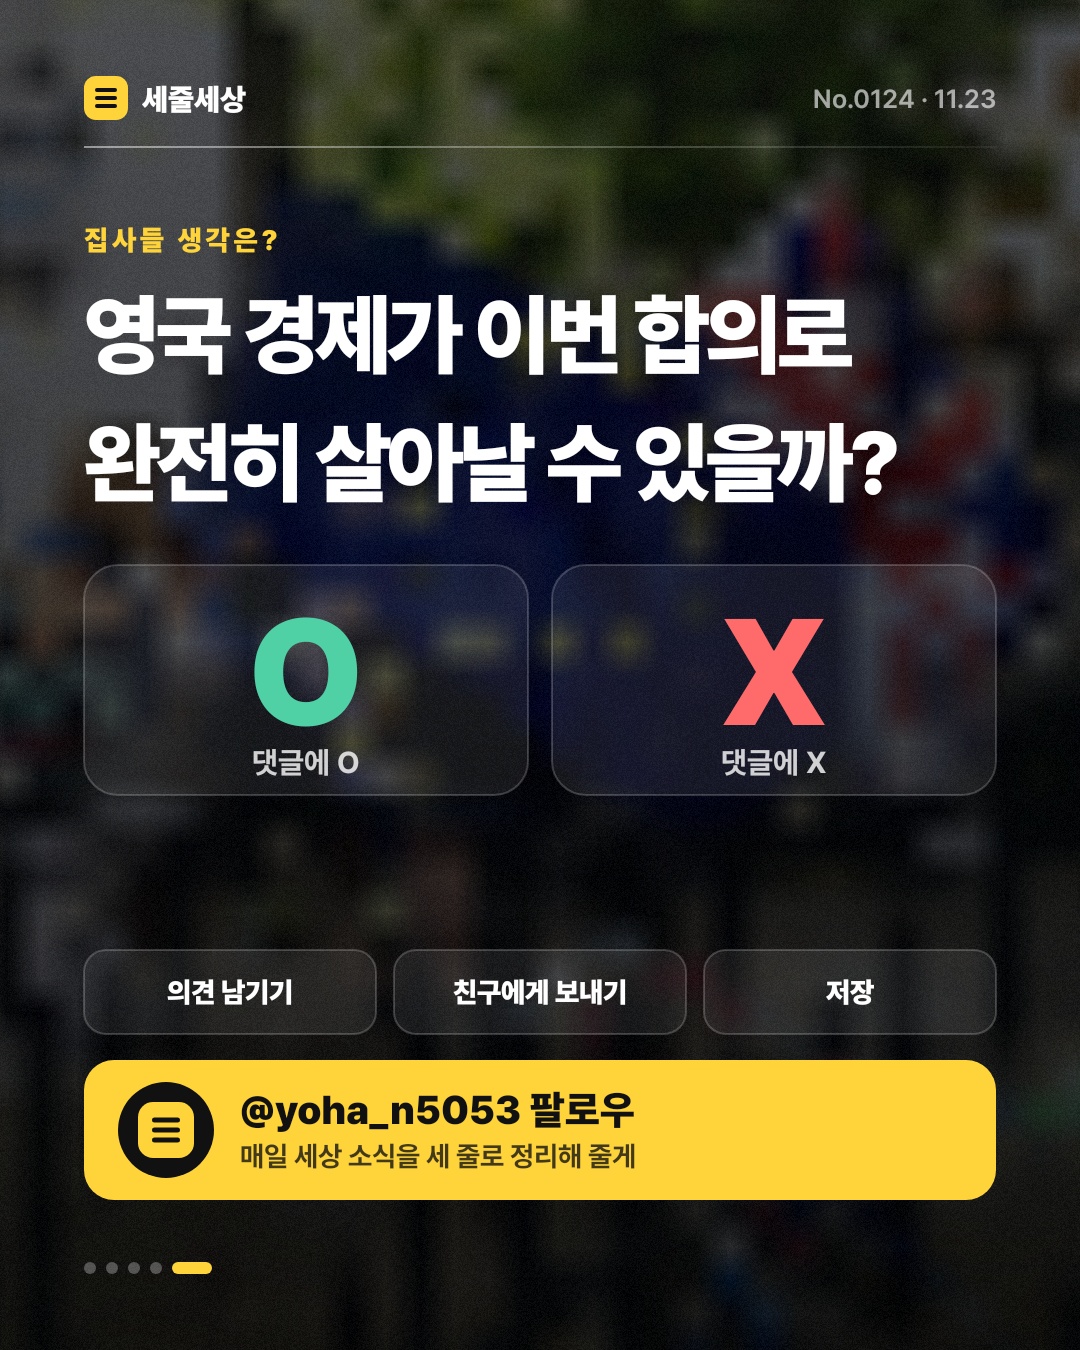 세줄세상
No.0124 · 11.23
집사들 생각은?
영국 경제가 이번 합의로
완전히 살아날 수 있을까?
O
댓글에 O
X
댓글에 X
의견 남기기
친구에게 보내기
저장
@yoha_n5053 팔로우
매일 세상 소식을 세 줄로 정리해 줄게